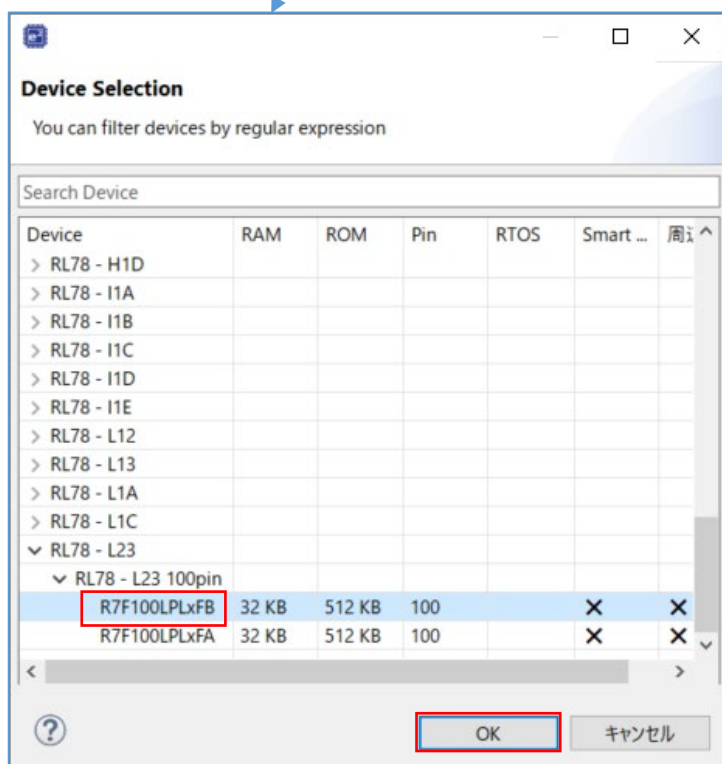 Device Selection
You can filter devices by regular expression
Search Device
Device RAM ROM Pin RTOS Smart ... 周辺
> RL78 - H1D
> RL78 - I1A
> RL78 - I1B
> RL78 - I1C
> RL78 - I1D
> RL78 - I1E
> RL78 - L12
> RL78 - L13
> RL78 - L1A
> RL78 - L1C
RL78 - L23
RL78 - L23 100pin
R7F100LPLxFB 32 KB 512 KB 100 ✕ ✕
R7F100LPLxFA 32 KB 512 KB 100 ✕ ✕
? OK キャンセル